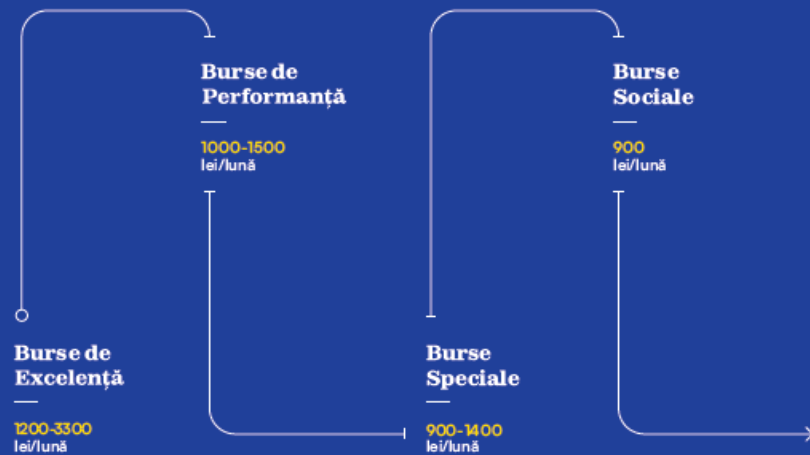 Burse de
Excelență
1200-3300
lei/lună
Burse de
Performanță
1000-1500
lei/lună
Burse
Speciale
900-1400
lei/lună
Burse
Sociale
900
lei/lună